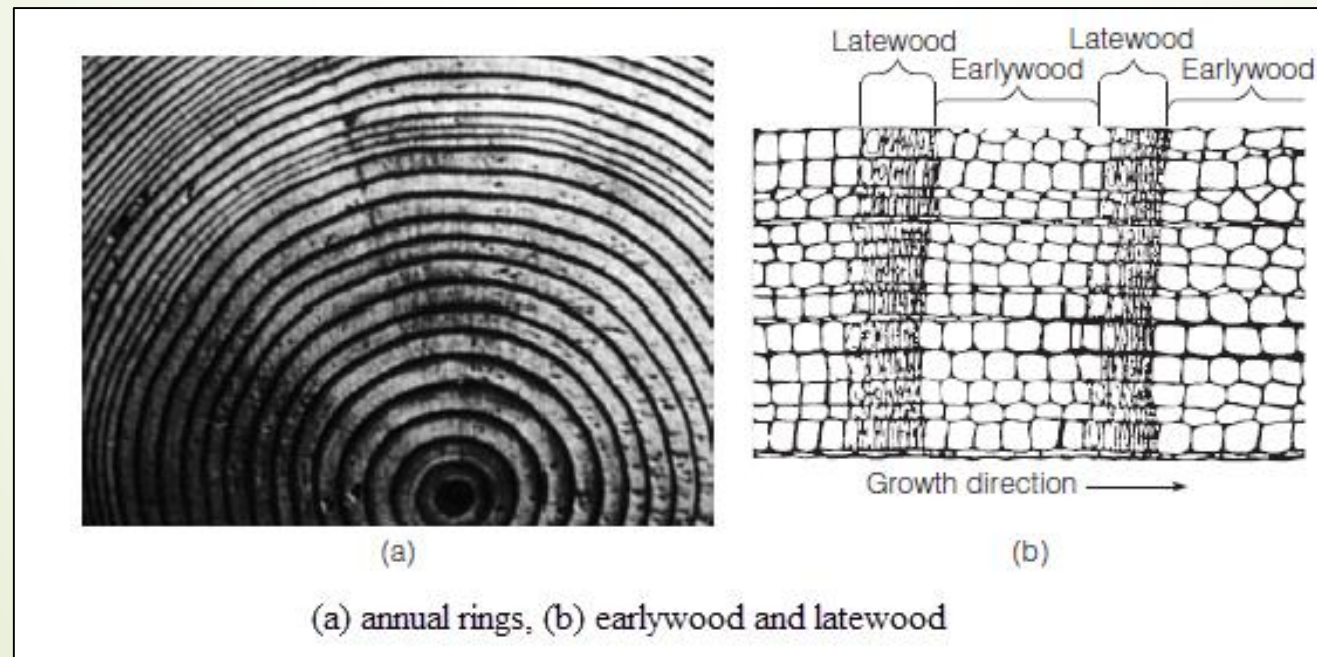 Latewood
Latewood
Earlywood
Earlywood
Growth direction
(a)
(b)
(a) annual rings, (b) earlywood and latewood